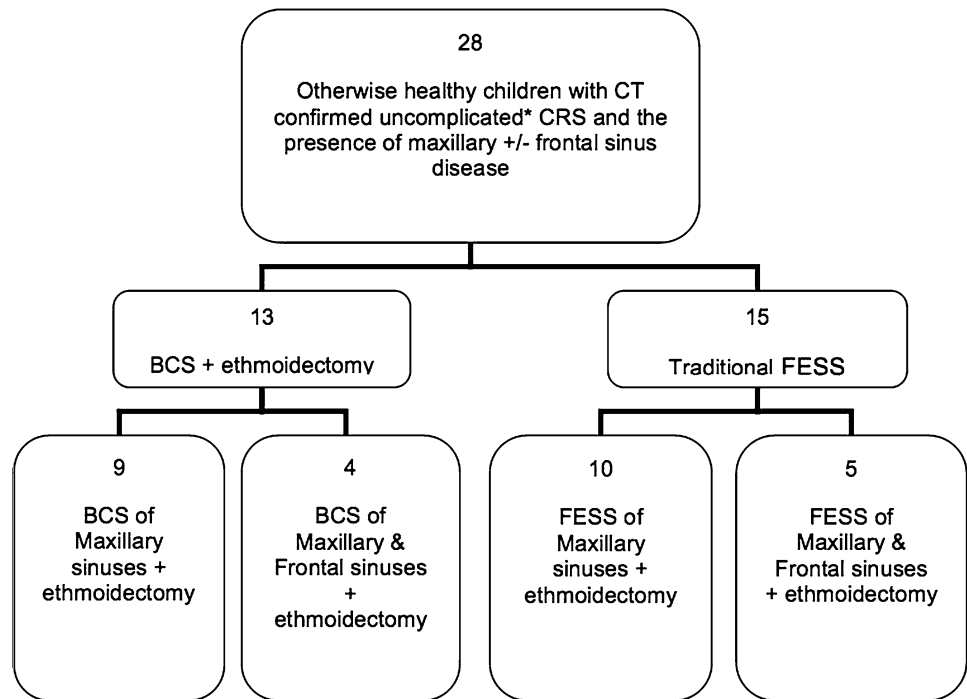 28
Otherwise healthy children with CT
confirmed uncomplicated* CRS and the
presence of maxillary +/- frontal sinus
disease
13
BCS + ethmoidectomy
15
Traditional FESS
9
BCS of
Maxillary
sinuses +
ethmoidectomy
4
BCS of
Maxillary &
Frontal sinuses
+
ethmoidectomy
10
FESS of
Maxillary
sinuses +
ethmoidectomy
5
FESS of
Maxillary &
Frontal sinuses
+ ethmoidectomy